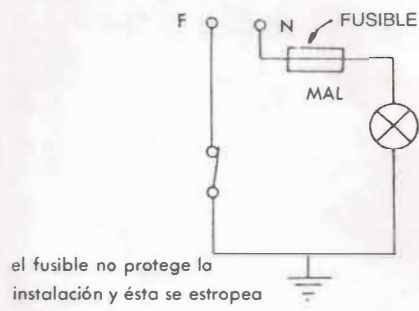 F N FUSIBLE
MAL
el fusible no protege la
instalación y ésta se estropea